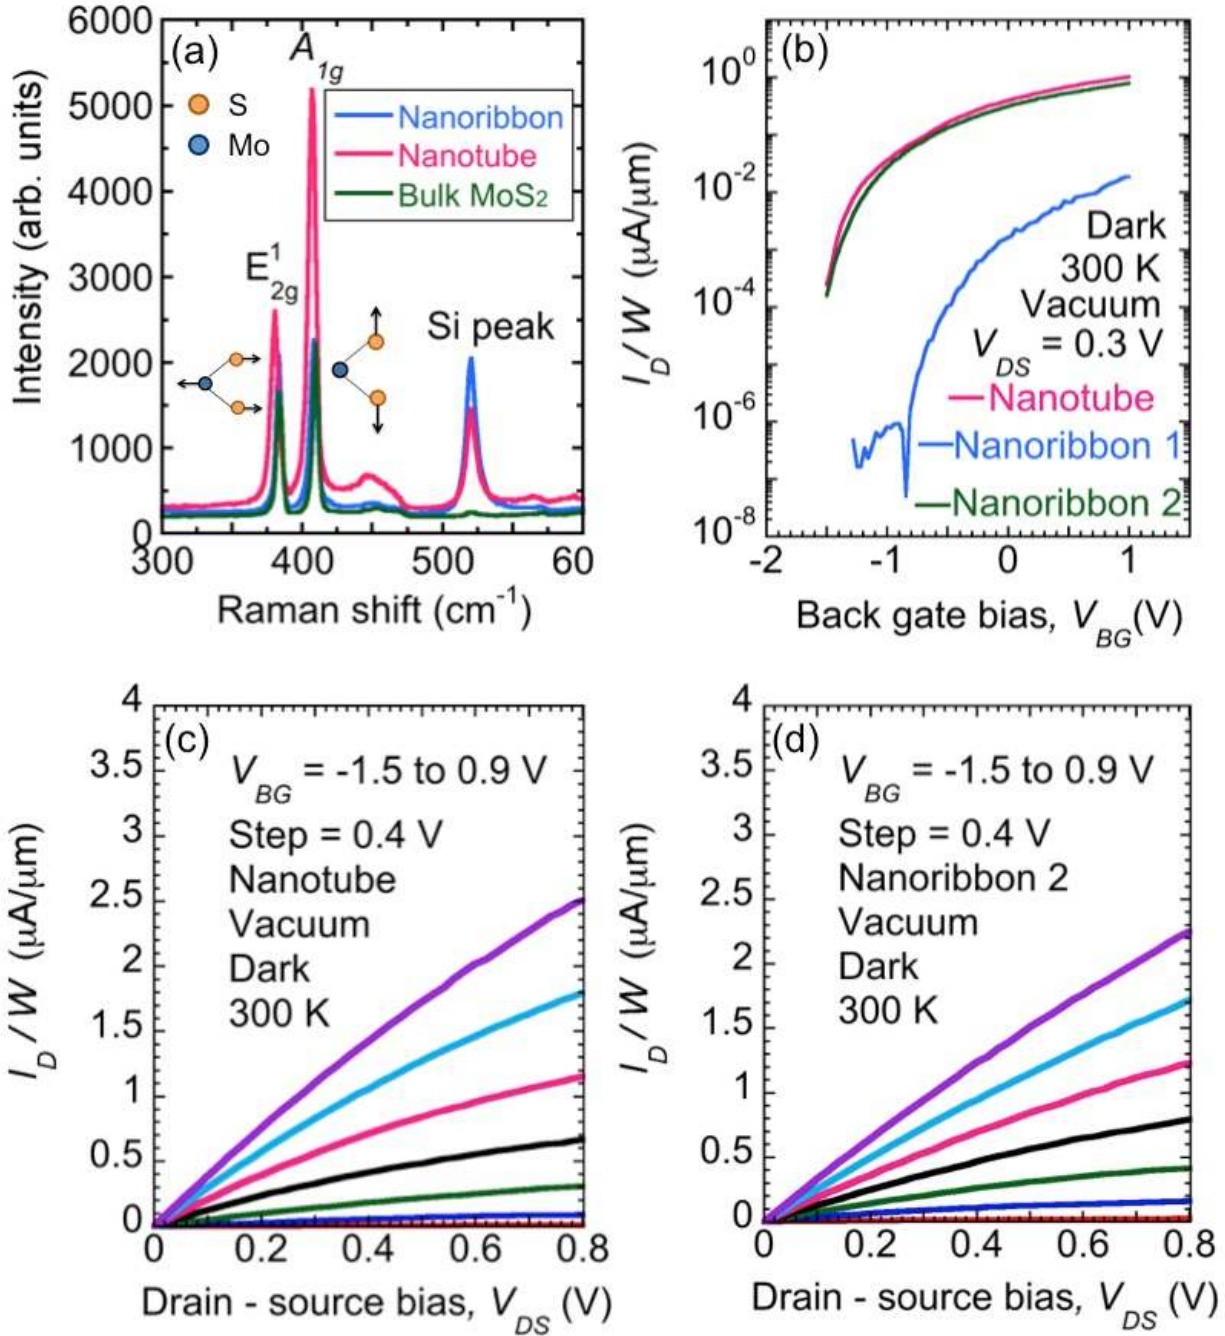 (a)
A1g
S
Mo
Nanoribbon
Nanotube
Bulk MoS2
E12g
Si peak
6000
5000
4000
3000
2000
1000
0
300 400 500 60
Intensity (arb. units)
Raman shift (cm-1)
(b)
10^0
10^-2
10^-4
10^-6
10^-8
-2 -1 0 1
Dark
300 K
Vacuum
VDS = 0.3 V
Nanotube
Nanoribbon 1
Nanoribbon 2
ID/W (μA/μm)
Back gate bias, VBG(V)
(c)
VBG = -1.5 to 0.9 V
Step = 0.4 V
Nanotube
Vacuum
Dark
300 K
4
3.5
3
2.5
2
1.5
1
0.5
0
0 0.2 0.4 0.6 0.8
ID/W (μA/μm)
Drain - source bias, VDS (V)
(d)
VBG = -1.5 to 0.9 V
Step = 0.4 V
Nanoribbon 2
Vacuum
Dark
300 K
4
3.5
3
2.5
2
1.5
1
0.5
0
0 0.2 0.4 0.6 0.8
ID/W (μA/μm)
Drain - source bias, VDS (V)